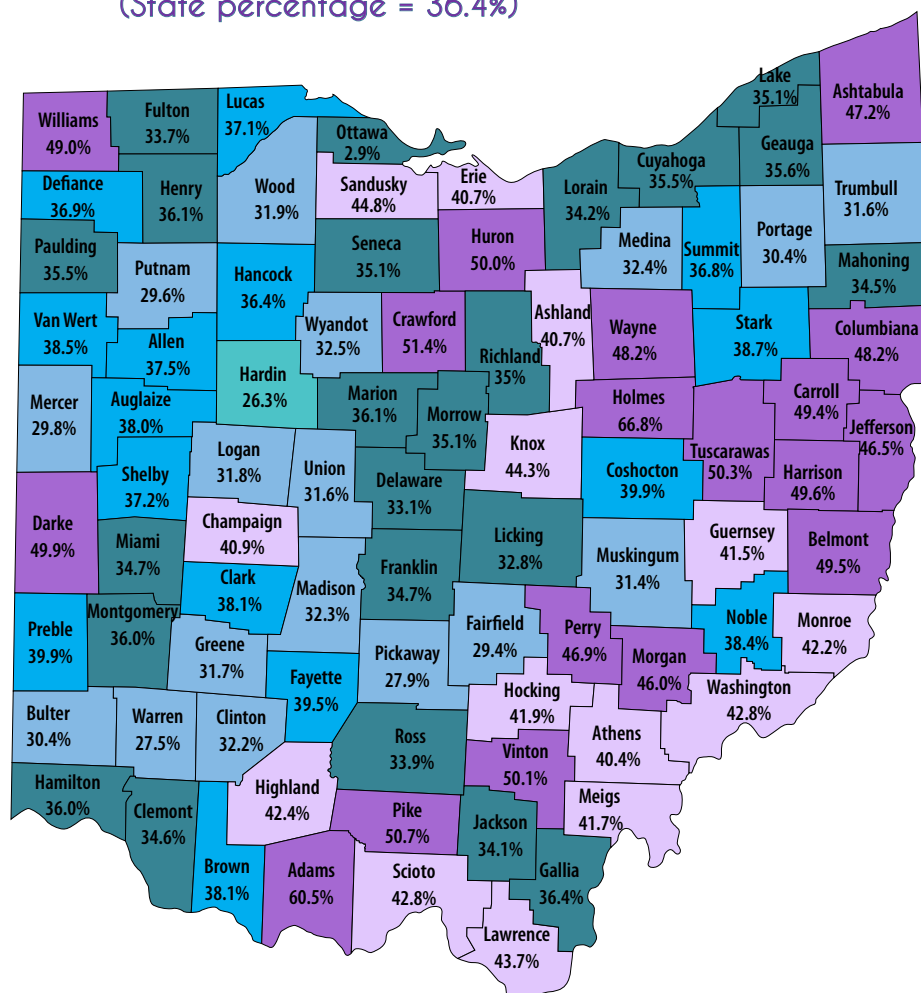 (State percentage = 36.4%)
Lake
35.1%
Ashtabula
47.2%
Williams
49.0%
Fulton
33.7%
Lucas
37.1%
Ottawa
2.9%
Cuyahoga
35.5%
Geauga
35.6%
Defiance
36.9%
Henry
36.1%
Wood
31.9%
Sandusky
44.8%
Erie
40.7%
Lorain
34.2%
Trumbull
31.6%
Paulding
35.5%
Putnam
29.6%
Hancock
36.4%
Seneca
35.1%
Huron
50.0%
Medina
32.4%
Summit
36.8%
Portage
30.4%
Mahoning
34.5%
Van Wert
38.5%
Allen
37.5%
Wyandot
32.5%
Crawford
51.4%
Richland
35%
Ashland
40.7%
Wayne
48.2%
Stark
38.7%
Columbiana
48.2%
Mercer
29.8%
Auglaize
38.0%
Hardin
26.3%
Marion
36.1%
Morrow
35.1%
Holmes
66.8%
Carroll
49.4%
Jefferson
46.5%
Shelby
37.2%
Logan
31.8%
Union
31.6%
Delaware
33.1%
Knox
44.3%
Coshocton
39.9%
Tuscarawas
50.3%
Harrison
49.6%
Darke
49.9%
Miami
34.7%
Champaign
40.9%
Franklin
34.7%
Licking
32.8%
Muskingum
31.4%
Guernsey
41.5%
Belmont
49.5%
Clark
38.1%
Madison
32.3%
Preble
39.9%
Montgomery
36.0%
Greene
31.7%
Pickaway
27.9%
Fairfield
29.4%
Perry
46.9%
Morgan
46.0%
Noble
38.4%
Monroe
42.2%
Fayette
39.5%
Hocking
41.9%
Washington
42.8%
Bulter
30.4%
Warren
27.5%
Clinton
32.2%
Ross
33.9%
Vinton
50.1%
Athens
40.4%
Hamilton
36.0%
Clemont
34.6%
Highland
42.4%
Pike
50.7%
Jackson
34.1%
Meigs
41.7%
Brown
38.1%
Adams
60.5%
Scioto
42.8%
Gallia
36.4%
Lawrence
43.7%